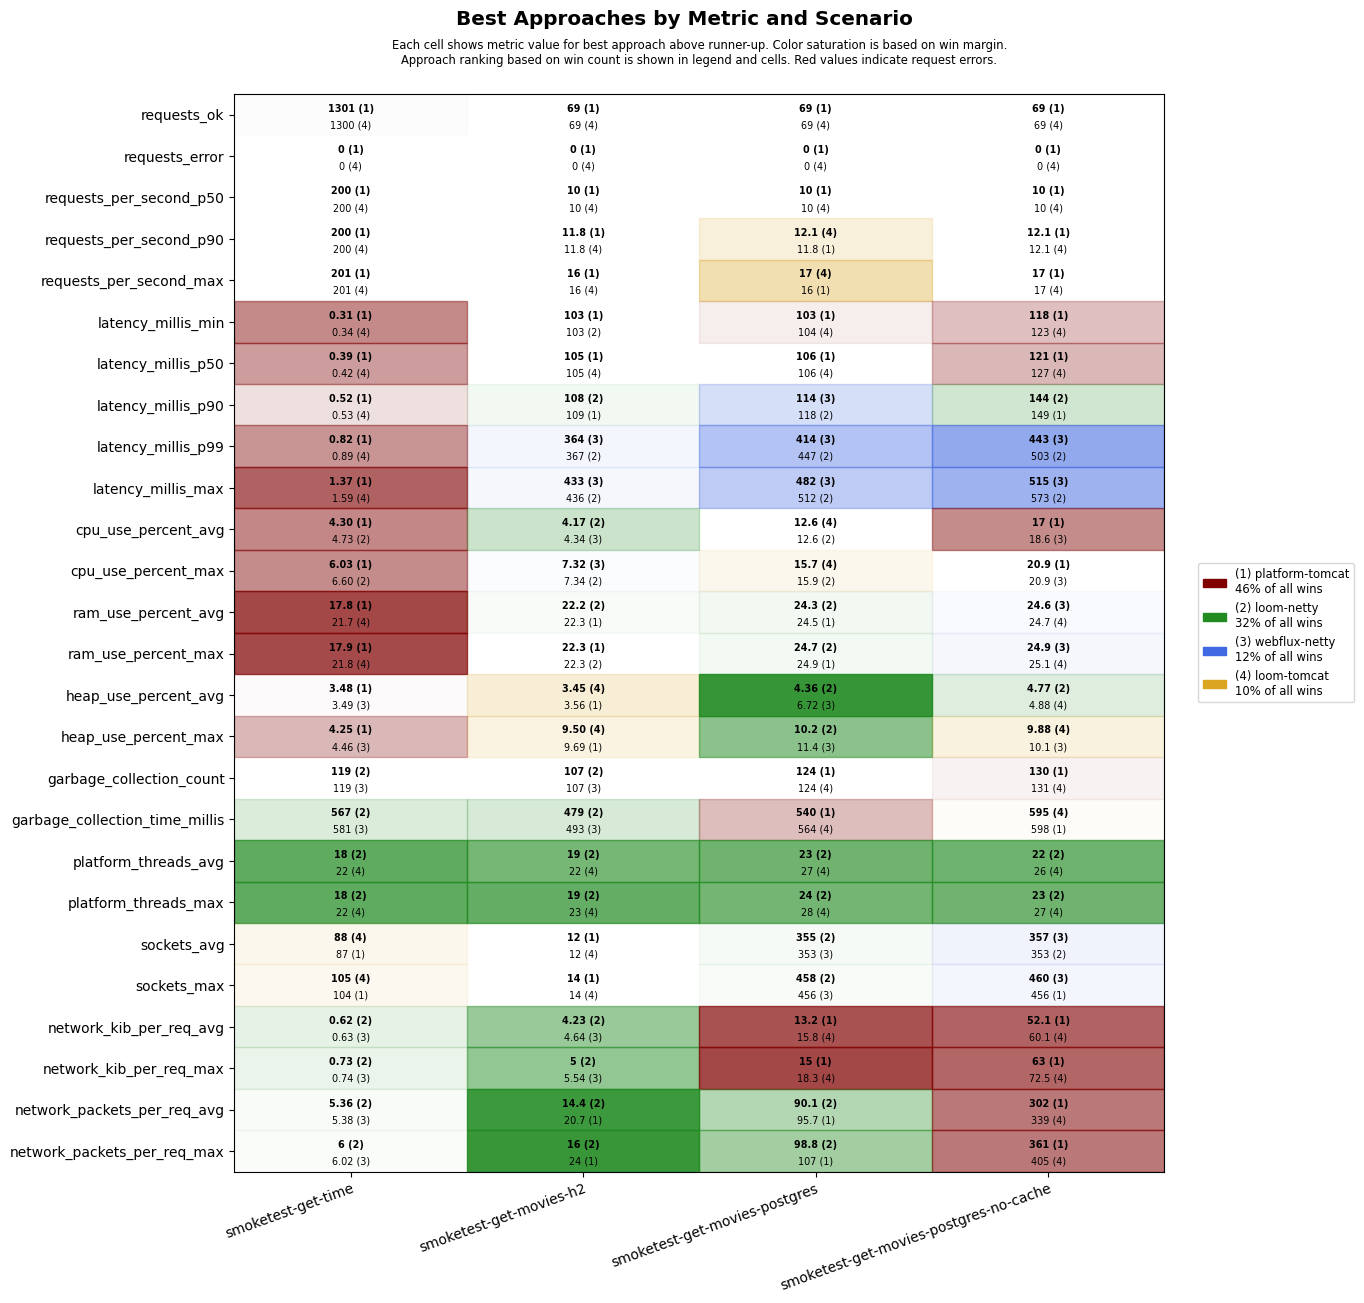 Best Approaches by Metric and Scenario
Each cell shows metric value for best approach above runner-up. Color saturation is based on win margin.
Approach ranking based on win count is shown in legend and cells. Red values indicate request errors.
requests_ok
1301 (1) 69 (1) 69 (1) 69 (1)
1300 (4) 69 (4) 69 (4) 69 (4)
requests_error
0 (1) 0 (1) 0 (1) 0 (1)
0 (4) 0 (4) 0 (4) 0 (4)
requests_per_second_p50
200 (1) 10 (1) 10 (1) 10 (1)
200 (4) 10 (4) 10 (4) 10 (4)
requests_per_second_p90
200 (1) 11.8 (1) 12.1 (4) 12.1 (1)
200 (4) 11.8 (4) 11.8 (1) 12.1 (4)
requests_per_second_max
201 (1) 16 (1) 17 (4) 17 (1)
201 (4) 16 (4) 16 (1) 17 (4)
latency_millis_min
0.31 (1) 103 (1) 103 (1) 118 (1)
0.34 (4) 103 (2) 104 (4) 123 (4)
latency_millis_p50
0.39 (1) 105 (1) 106 (1) 121 (1)
0.42 (4) 105 (4) 106 (4) 127 (4)
latency_millis_p90
0.52 (1) 108 (2) 114 (3) 144 (2)
0.53 (4) 109 (1) 118 (2) 149 (1)
latency_millis_p99
0.82 (1) 364 (3) 414 (3) 443 (3)
0.89 (4) 367 (2) 447 (2) 503 (2)
latency_millis_max
1.37 (1) 433 (3) 482 (3) 515 (3)
1.59 (4) 436 (2) 512 (2) 573 (2)
cpu_use_percent_avg
4.30 (1) 4.17 (2) 12.6 (4) 17 (1)
4.73 (2) 4.34 (3) 12.6 (2) 18.6 (3)
cpu_use_percent_max
6.03 (1) 7.32 (3) 15.7 (4) 20.9 (1)
6.60 (2) 7.34 (2) 15.9 (2) 20.9 (3)
ram_use_percent_avg
17.8 (1) 22.2 (2) 24.3 (2) 24.6 (3)
21.7 (4) 22.3 (1) 24.5 (1) 24.7 (4)
ram_use_percent_max
17.9 (1) 22.3 (1) 24.7 (2) 24.9 (3)
21.8 (4) 22.3 (2) 24.9 (1) 25.1 (4)
heap_use_percent_avg
3.48 (1) 3.45 (4) 4.36 (2) 4.77 (2)
3.49 (3) 3.56 (1) 6.72 (3) 4.88 (4)
heap_use_percent_max
4.25 (1) 9.50 (4) 10.2 (2) 9.88 (4)
4.46 (3) 9.69 (1) 11.4 (3) 10.1 (3)
garbage_collection_count
119 (2) 107 (2) 124 (1) 130 (1)
119 (3) 107 (3) 124 (4) 131 (4)
garbage_collection_time_millis
567 (2) 479 (2) 540 (1) 595 (4)
581 (3) 493 (3) 564 (4) 598 (1)
platform_threads_avg
18 (2) 19 (2) 23 (2) 22 (2)
22 (4) 22 (4) 27 (4) 26 (4)
platform_threads_max
18 (2) 19 (2) 24 (2) 23 (2)
22 (4) 23 (4) 28 (4) 27 (4)
sockets_avg
88 (4) 12 (1) 355 (2) 357 (3)
87 (1) 12 (4) 353 (3) 353 (2)
sockets_max
105 (4) 14 (1) 458 (2) 460 (3)
104 (1) 14 (4) 456 (3) 456 (1)
network_kib_per_req_avg
0.62 (2) 4.23 (2) 13.2 (1) 52.1 (1)
0.63 (3) 4.64 (3) 15.8 (4) 60.1 (4)
network_kib_per_req_max
0.73 (2) 5 (2) 15 (1) 63 (1)
0.74 (3) 5.54 (3) 18.3 (4) 72.5 (4)
network_packets_per_req_avg
5.36 (2) 14.4 (2) 90.1 (2) 302 (1)
5.38 (3) 20.7 (1) 95.7 (1) 339 (4)
network_packets_per_req_max
6 (2) 16 (2) 98.8 (2) 361 (1)
6.02 (3) 24 (1) 107 (1) 405 (4)
smoketest-get-time
smoketest-get-movies-h2
smoketest-get-movies-postgres
smoketest-get-movies-postgres-no-cache
(1) platform-tomcat
46% of all wins
(2) loom-netty
32% of all wins
(3) webflux-netty
12% of all wins
(4) loom-tomcat
10% of all wins